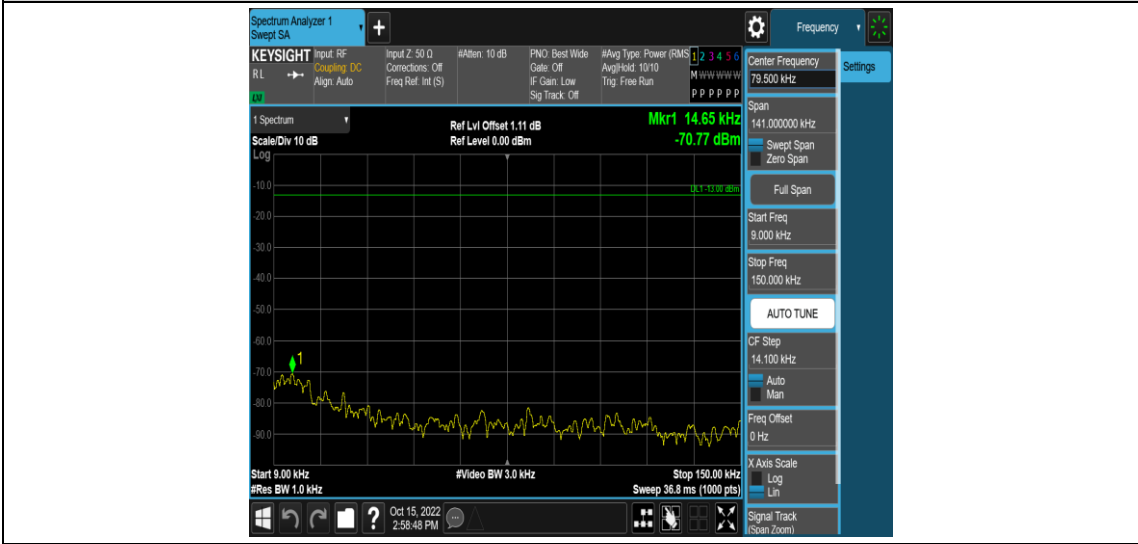 Spectrum Analyzer 1
Swept SA
+
Frequency
KEYSIGHT
RL
Input: RF
Coupling: DC
Align: Auto
Input Z: 50 Ω
Corrections: Off
Freq Ref: Int (S)
#Atten: 10 dB
PNO: Best Wide
Gate: Off
IF Gain: Low
Sig Track: Off
#Avg Type: Power (RMS
Avg|Hold: 10/10
Trig: Free Run
1 2 3 4 5 6
M W W W W W
P P P P P P
1 Spectrum
Scale/Div 10 dB
Log
Ref Lvl Offset 1.11 dB
Ref Level 0.00 dBm
Mkr1 14.65 kHz
-70.77 dBm
DL1 -13.00 dBm
-10.0
-20.0
-30.0
-40.0
-50.0
-60.0
-70.0
-80.0
-90.0
1
Start 9.00 kHz
#Res BW 1.0 kHz
#Video BW 3.0 kHz
Stop 150.00 kHz
Sweep 36.8 ms (1000 pts)
Center Frequency
79.500 kHz
Settings
Span
141.000000 kHz
Swept Span
Zero Span
Full Span
Start Freq
9.000 kHz
Stop Freq
150.000 kHz
AUTO TUNE
CF Step
14.100 kHz
Auto
Man
Freq Offset
0 Hz
X Axis Scale
Log
Lin
Signal Track
(Span Zoom)
?
Oct 15, 2022
2:58:48 PM